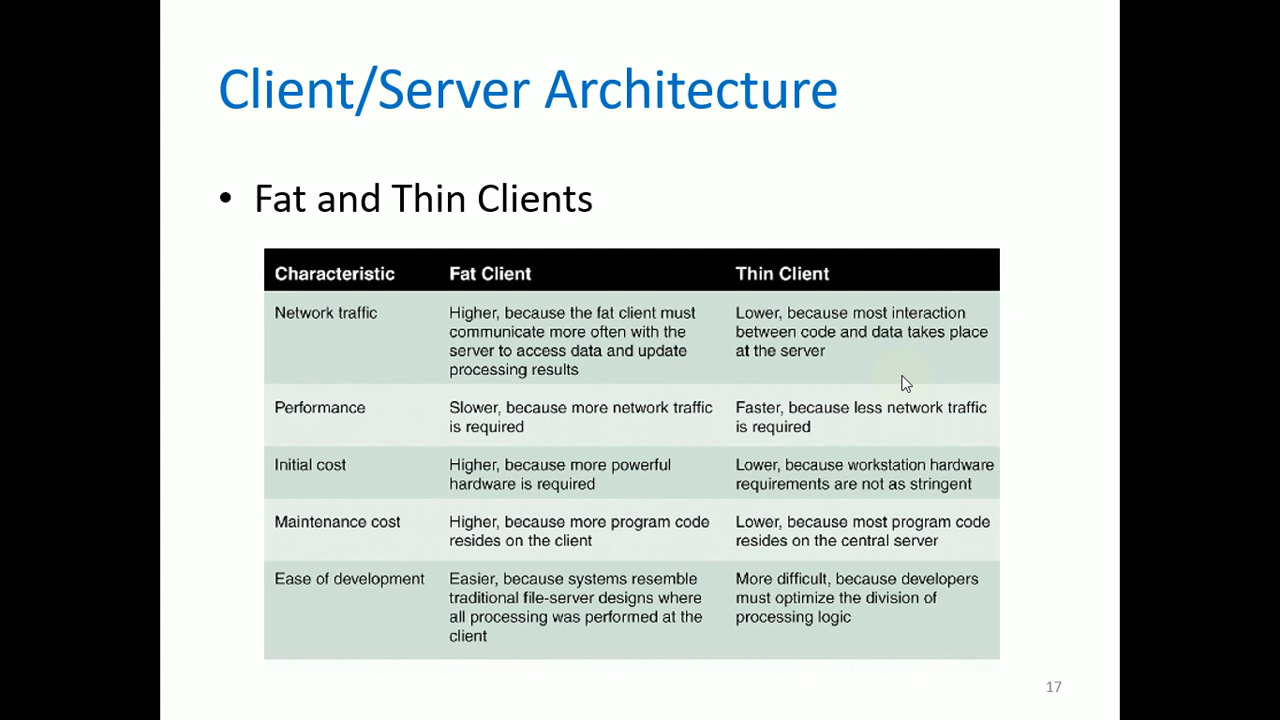 Client/Server Architecture
• Fat and Thin Clients
Characteristic Fat Client Thin Client
Network traffic Higher, because the fat client must Lower, because most interaction
communicate more often with the between code and data takes place
server to access data and update at the server
processing results
Performance Slower, because more network traffic Faster, because less network traffic
is required is required
Initial cost Higher, because more powerful Lower, because workstation hardware
hardware is required requirements are not as stringent
Maintenance cost Higher, because more program code Lower, because most program code
resides on the client resides on the central server
Ease of development Easier, because systems resemble More difficult, because developers
traditional file-server designs where must optimize the division of
all processing was performed at the processing logic
client
17